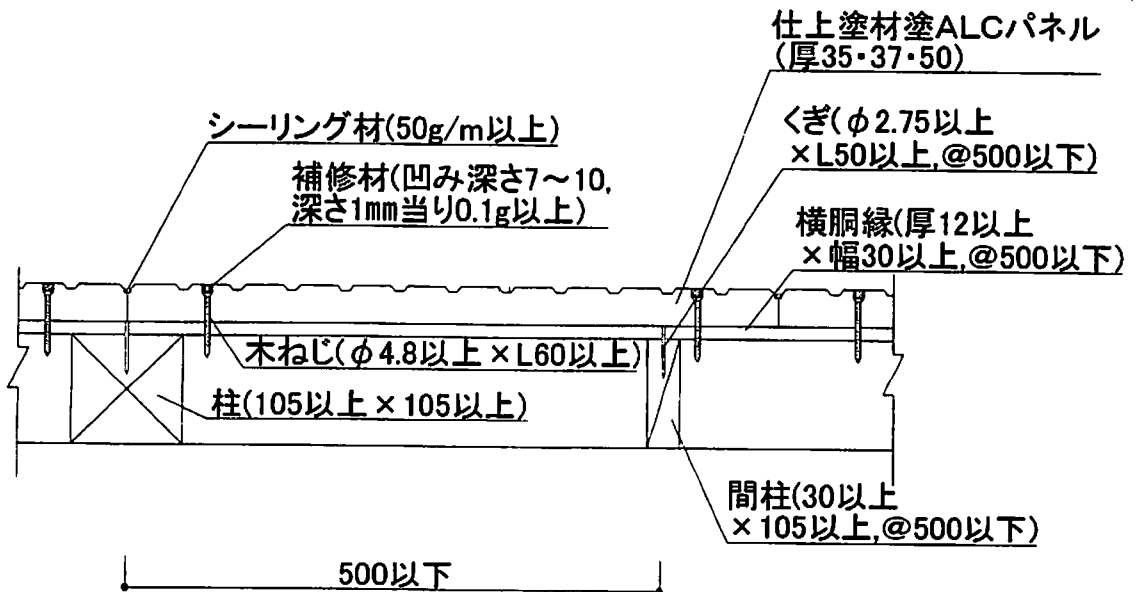 仕上塗材塗ALCパネル
(厚35・37・50)
シーリング材(50g/m以上)
くぎ(φ2.75以上
×L50以上,@500以下)
補修材(凹み深さ7～10,
深さ1mm当り0.1g以上)
横胴縁(厚12以上
×幅30以上,@500以下)
木ねじ(φ4.8以上×L60以上)
柱(105以上×105以上)
間柱(30以上
×105以上,@500以下)
500以下